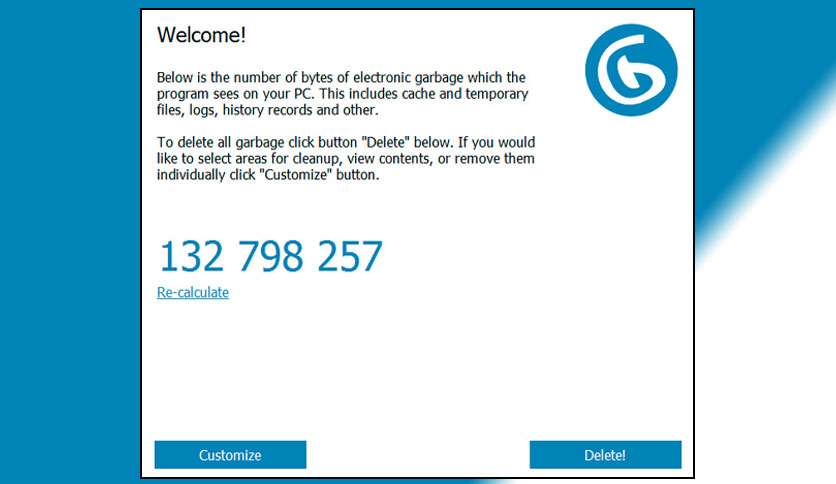 Welcome!
Below is the number of bytes of electronic garbage which the
program sees on your PC. This includes cache and temporary
files, logs, history records and other.
To delete all garbage click button "Delete" below. If you would
like to select areas for cleanup, view contents, or remove them
individually click "Customize" button.
132 798 257
Re-calculate
Customize
Delete!